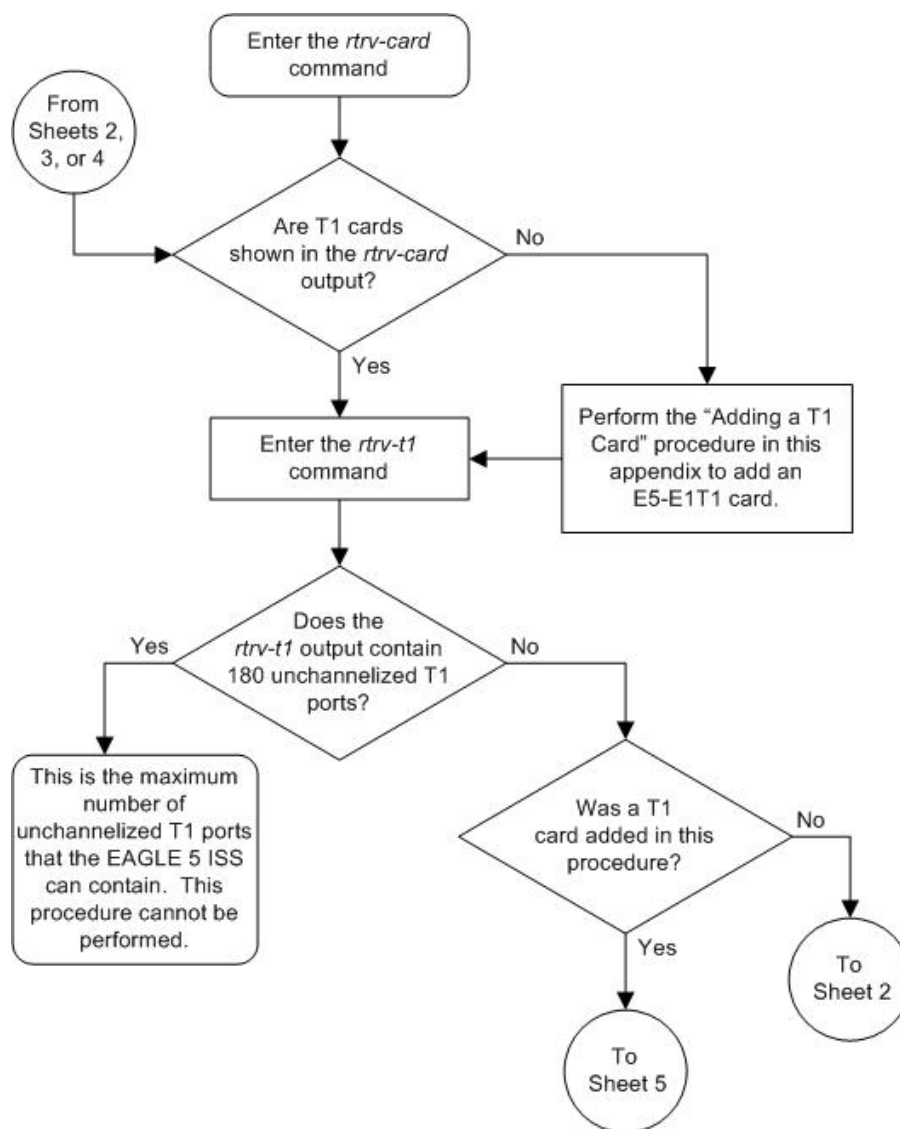 Enter the rtrv-card
command
From
Sheets 2,
3, or 4
Are T1 cards
shown in the rtrv-card
output?
No
Yes
Enter the rtrv-t1
command
Perform the “Adding a T1
Card” procedure in this
appendix to add an
E5-E1T1 card.
Does the
rtrv-t1 output contain
180 unchannelized T1
ports?
Yes
No
This is the maximum
number of
unchannelized T1 ports
that the EAGLE 5 ISS
can contain. This
procedure cannot be
performed.
Was a T1
card added in this
procedure?
No
Yes
To
Sheet 2
To
Sheet 5